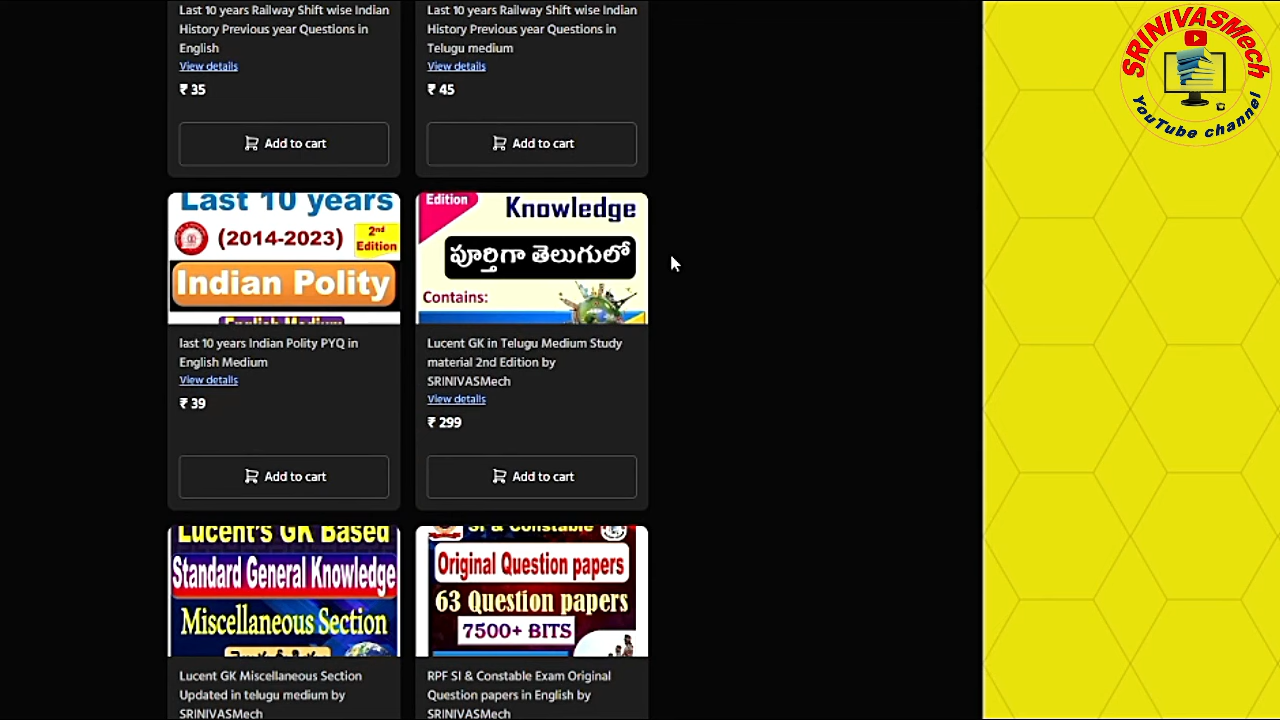 Last 10 years Railway Shift wise Indian
History Previous year Questions in
English
View details
₹ 35
Add to cart
Last 10 years Railway Shift wise Indian
History Previous year Questions in
Telugu medium
View details
₹ 45
Add to cart
Last 10 years
(2014-2023)
2nd
Edition
Indian Polity
English Medium
last 10 years Indian Polity PYQ in
English Medium
View details
₹ 39
Add to cart
Edition
Knowledge
పూర్తిగా తెలుగులో
Contains:
Lucent GK in Telugu Medium Study
material 2nd Edition by
SRINIVASMech
View details
₹ 299
Add to cart
Lucent's GK Based
Standard General Knowledge
Miscellaneous Section
Lucent GK Miscellaneous Section
Updated in telugu medium by
SRINIVASMech
SI & Constable
Original Question papers
63 Question papers
7500+ BITS
RPF SI & Constable Exam Original
Question papers in English by
SRINIVASMech
SRINIVASMech
YouTube channel